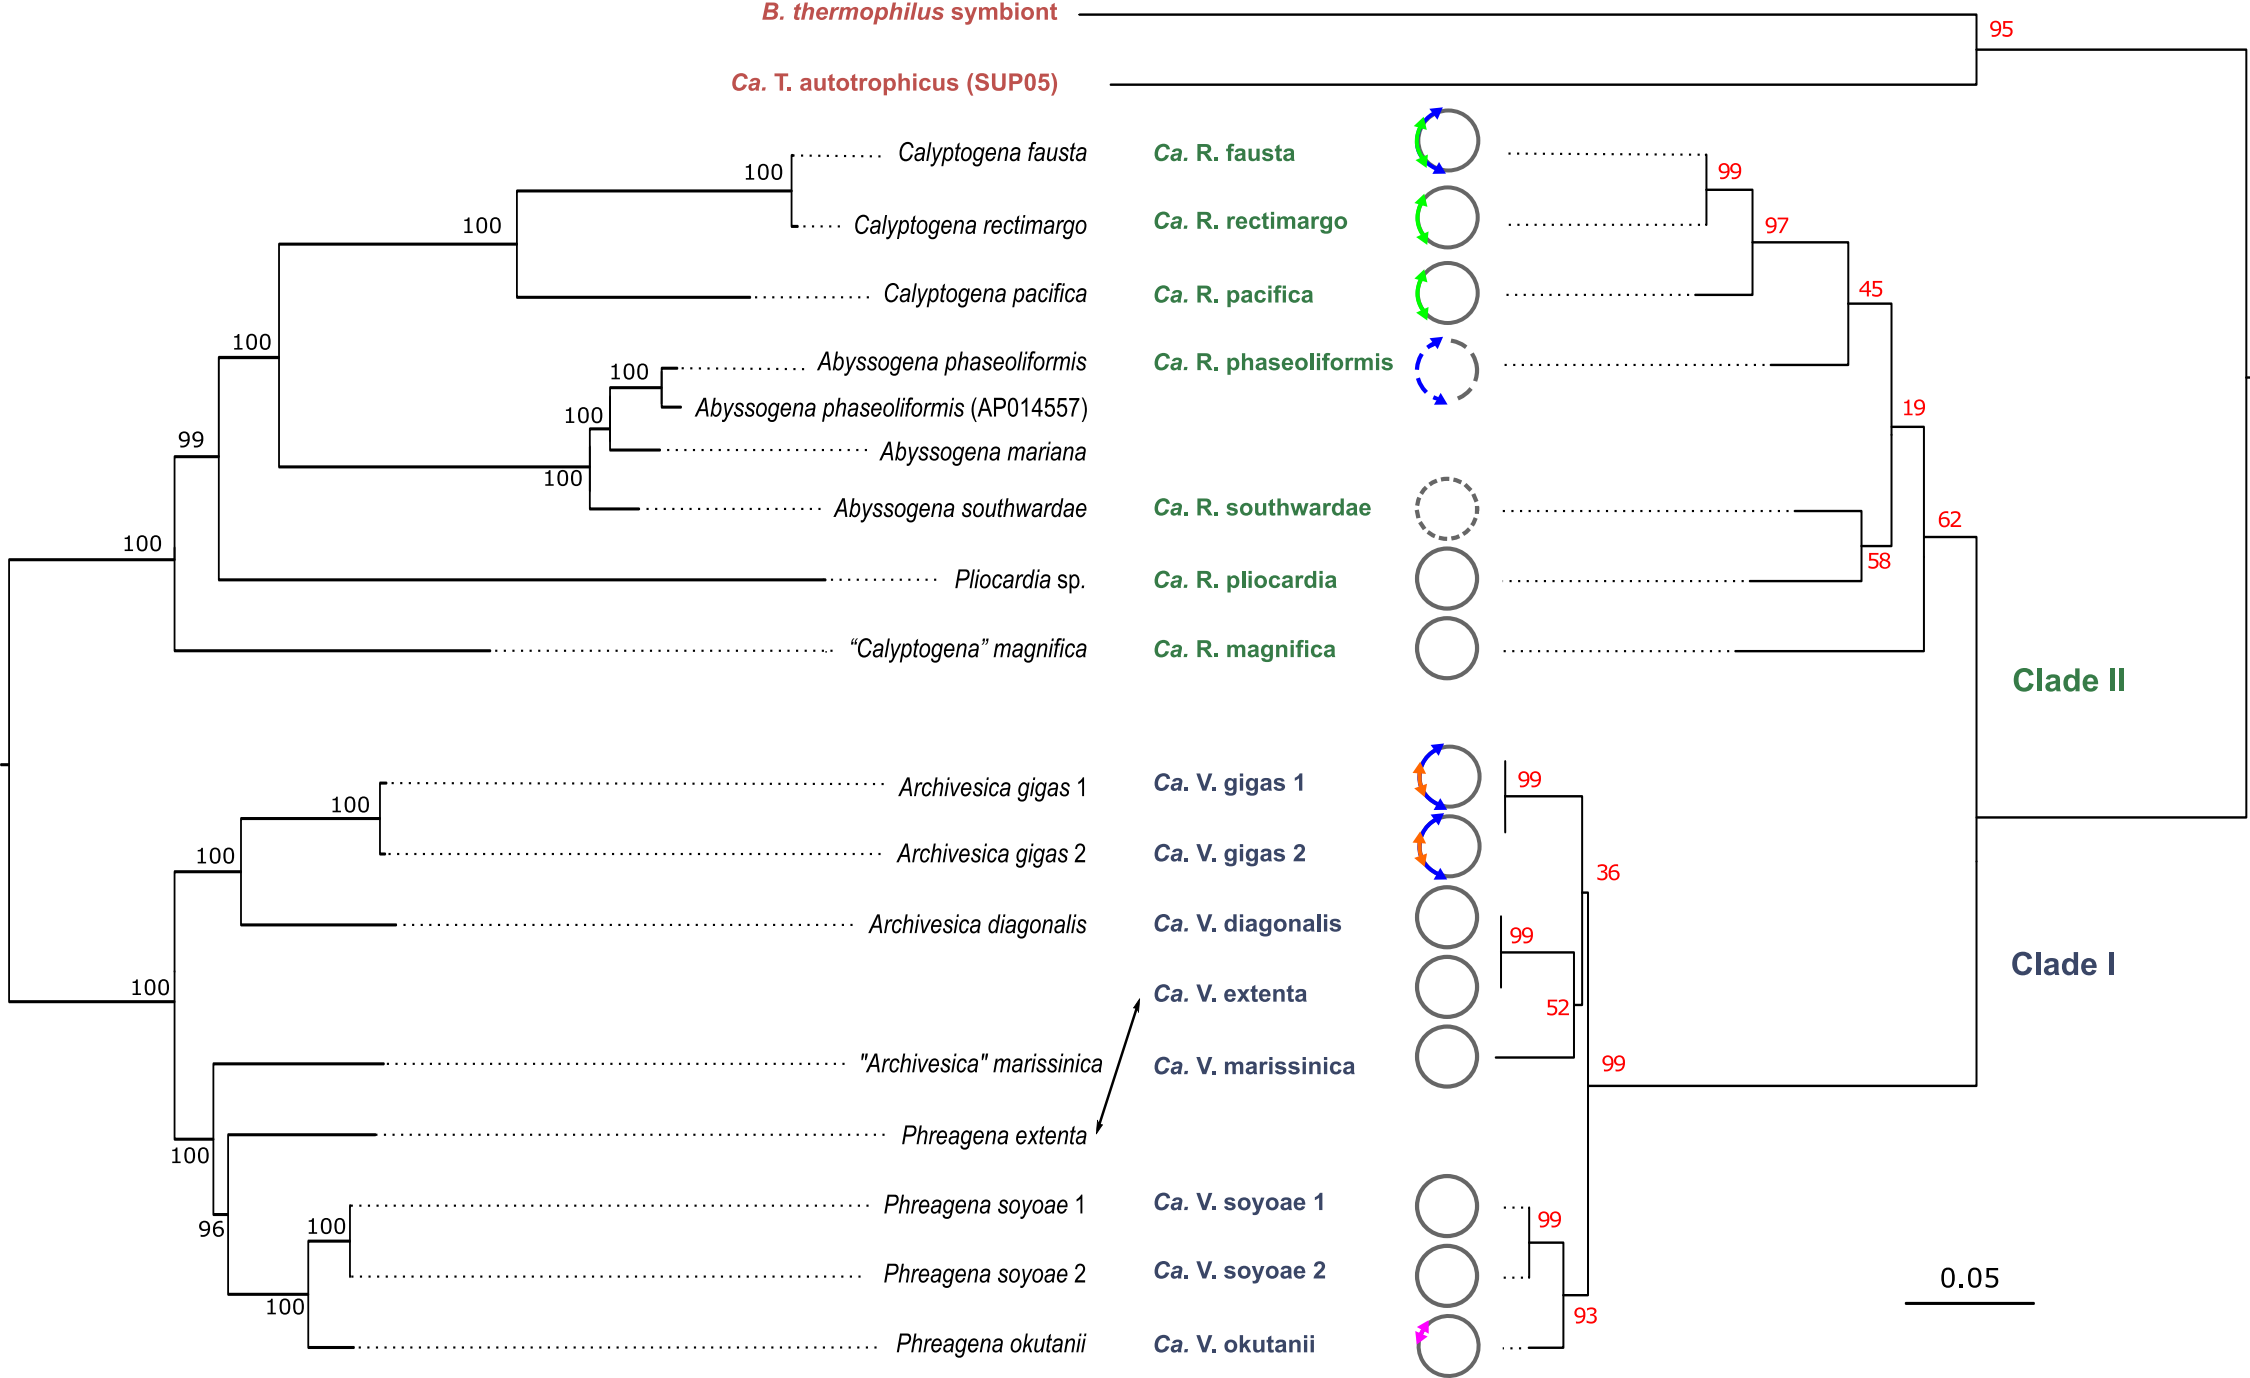 B. thermophilus symbiont
95
Ca. T. autotrophicus (SUP05)
Calyptogena fausta
Ca. R. fausta
100
99
Calyptogena rectimargo
Ca. R. rectimargo
100
97
Calyptogena pacifica
Ca. R. pacifica
45
100
Abyssogena phaseoliformis
Ca. R. phaseoliformis
100
Abyssogena phaseoliformis (AP014557)
100
19
99
Abyssogena mariana
100
Abyssogena southwardae
Ca. R. southwardae
62
100
58
Pliocardia sp.
Ca. R. pliocardia
“Calyptogena” magnifica
Ca. R. magnifica
Clade II
Archivesica gigas 1
Ca. V. gigas 1
99
100
Archivesica gigas 2
Ca. V. gigas 2
100
36
Archivesica diagonalis
Ca. V. diagonalis
99
Clade I
100
Ca. V. extenta
52
"Archivesica" marissinica
Ca. V. marissinica
99
Phreagena extenta
100
Phreagena soyoae 1
Ca. V. soyoae 1
96
100
99
Phreagena soyoae 2
Ca. V. soyoae 2
0.05
100
93
Phreagena okutanii
Ca. V. okutanii